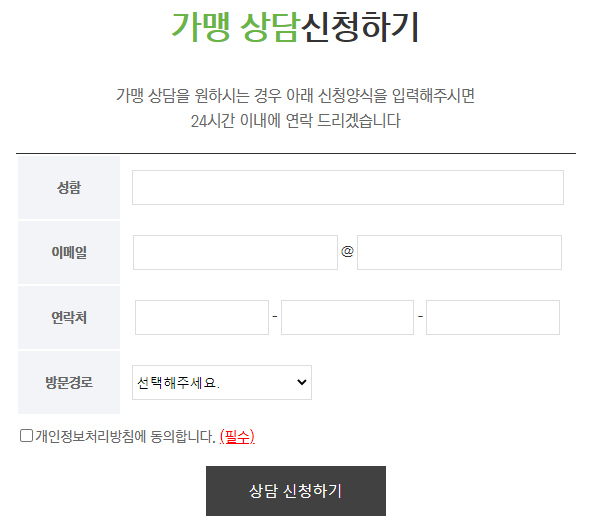 가맹 상담신청하기
가맹 상담을 원하시는 경우 아래 신청양식을 입력해주시면
24시간 이내에 연락 드리겠습니다
성함
이메일 @
연락처 - -
방문경로 선택해주세요.
개인정보처리방침에 동의합니다. (필수)
상담 신청하기